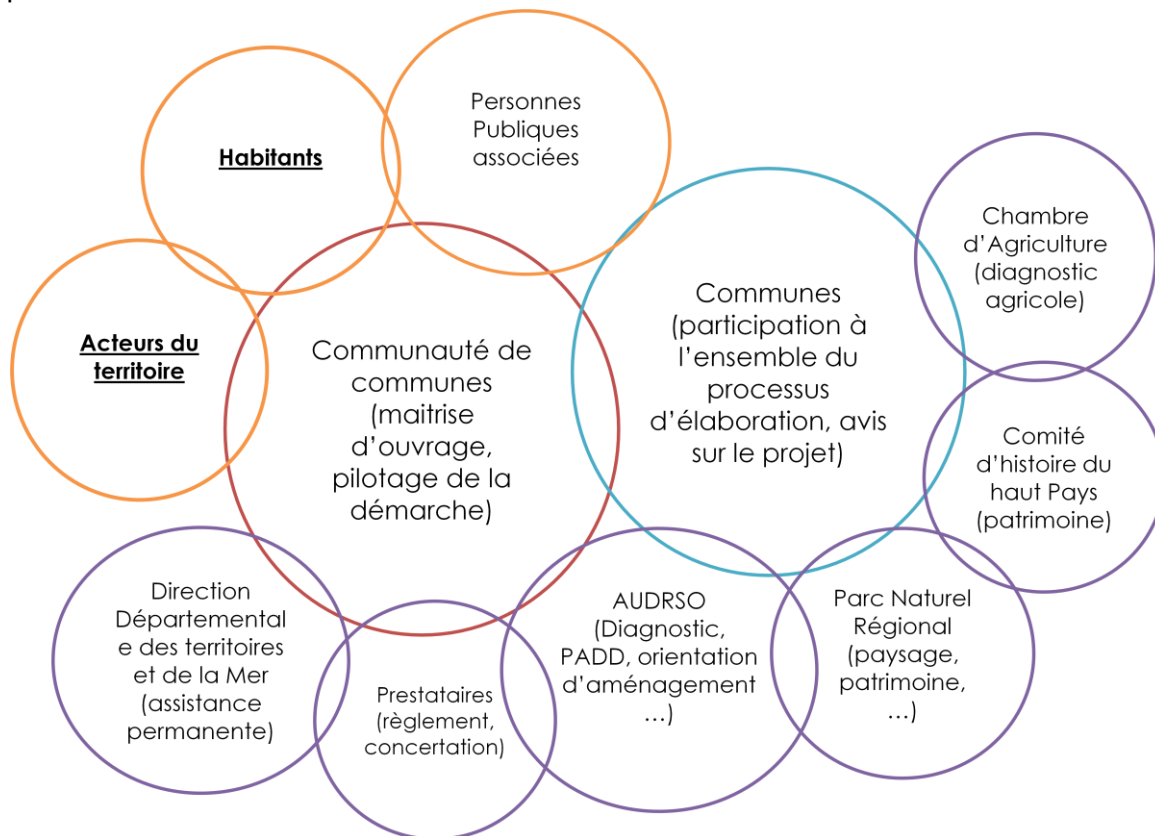 Personnes
Publiques
associées
Habitants
Acteurs du
territoire
Communauté de
communes
(maitrise
d'ouvrage,
pilotage de la
démarche)
Communes
(participation à
l'ensemble du
processus
d'élaboration, avis
sur le projet)
Chambre
d'Agriculture
(diagnostic
agricole)
Comité
d'histoire du
haut Pays
(patrimoine)
Direction
Départemental
e des territoires
et de la Mer
(assistance
permanente)
Prestataires
(règlement,
concertation)
AUDRSO
(Diagnostic,
PADD, orientation
d'aménagement
…)
Parc Naturel
Régional
(paysage,
patrimoine,
…)